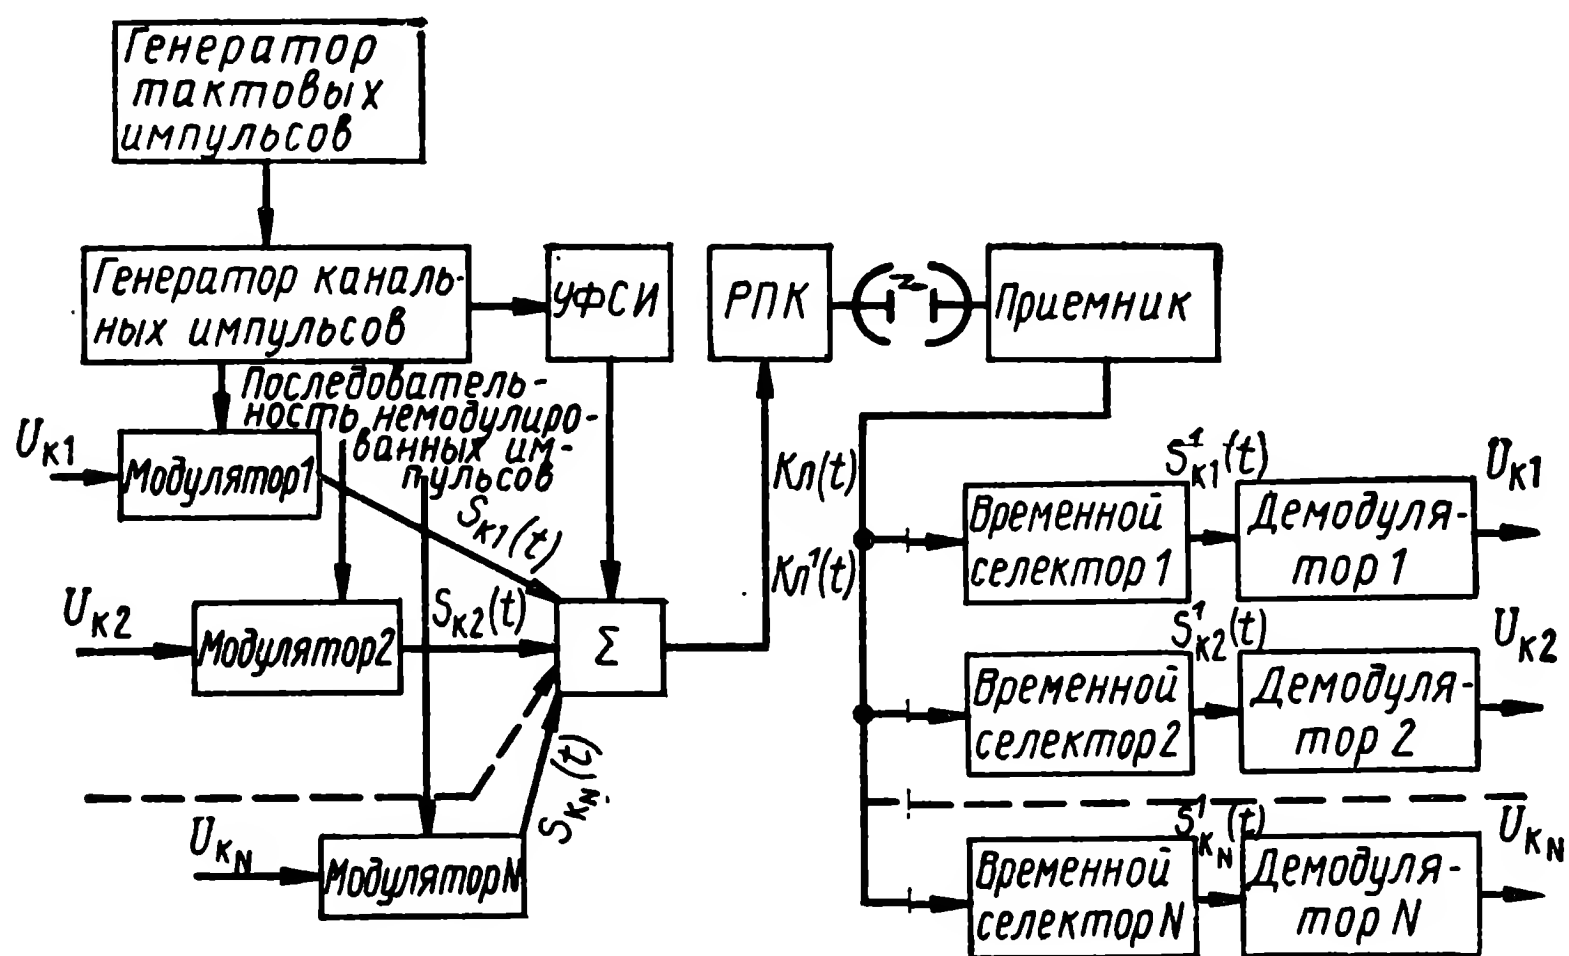 Генератор
тактовых
импульсов
Генератор каналь-
ных импульсов
УФСИ
РПК
Приемник
Последователь-
ность немодулиро-
ванных им-
пульсов
Uк1
Модулятор1
Sк1(t)
Uк2
Модулятор2
Sк2(t)
Σ
UкN
Модулятор N
SкN(t)
Кл(t)
Кл¹(t)
Временной
селектор 1
S¹к1(t)
Демодуля-
тор 1
Uк1
Временной
селектор 2
S¹к2(t)
Демодуля-
тор 2
Uк2
Временной
селектор N
S¹кN(t)
Демодуля-
тор N
UкN